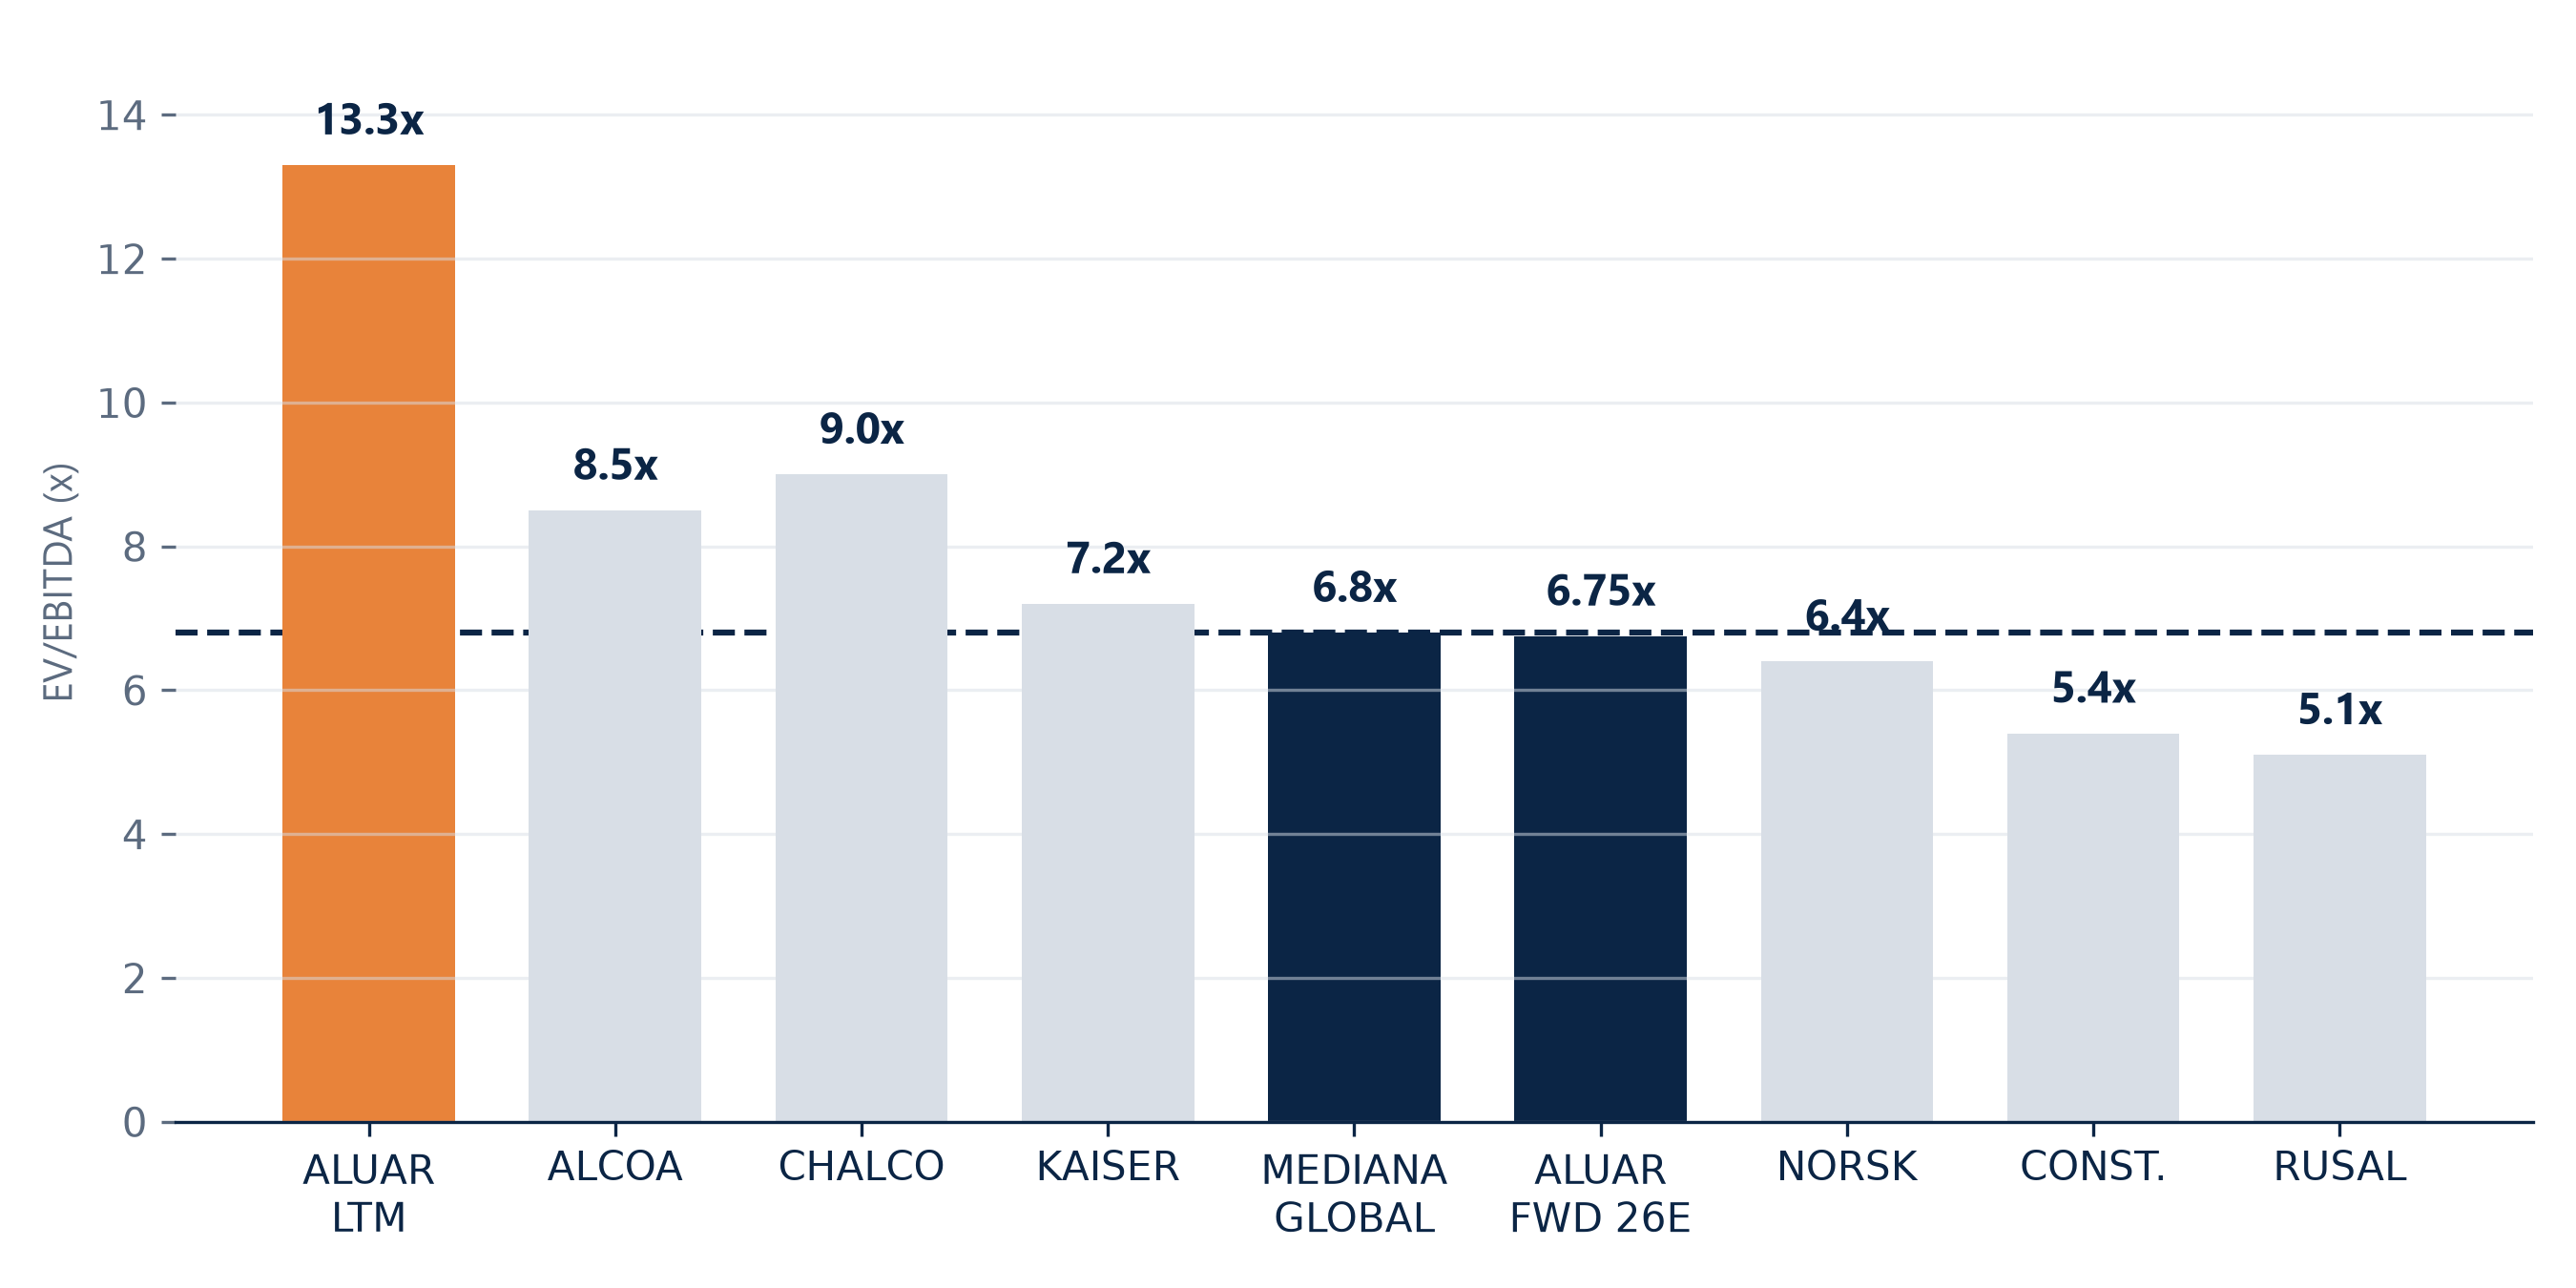 EV/EBITDA (x)
14
12
10
8
6
4
2
0
13.3x
8.5x
9.0x
7.2x
6.8x
6.75x
6.4x
5.4x
5.1x
ALUAR
LTM
ALCOA
CHALCO
KAISER
MEDIANA
GLOBAL
ALUAR
FWD 26E
NORSK
CONST.
RUSAL